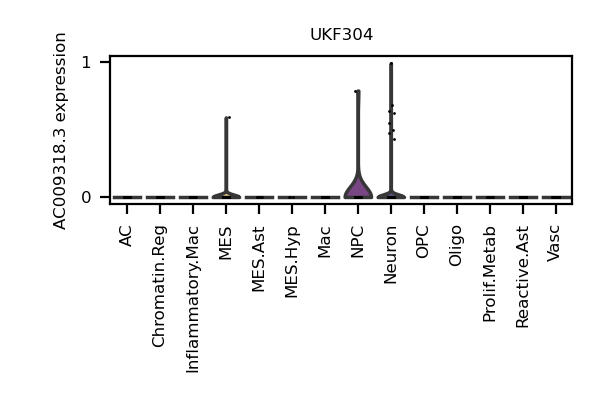 UKF304
AC009318.3 expression
1
0
AC
Chromatin.Reg
Inflammatory.Mac
MES
MES.Ast
MES.Hyp
Mac
NPC
Neuron
OPC
Oligo
Prolif.Metab
Reactive.Ast
Vasc